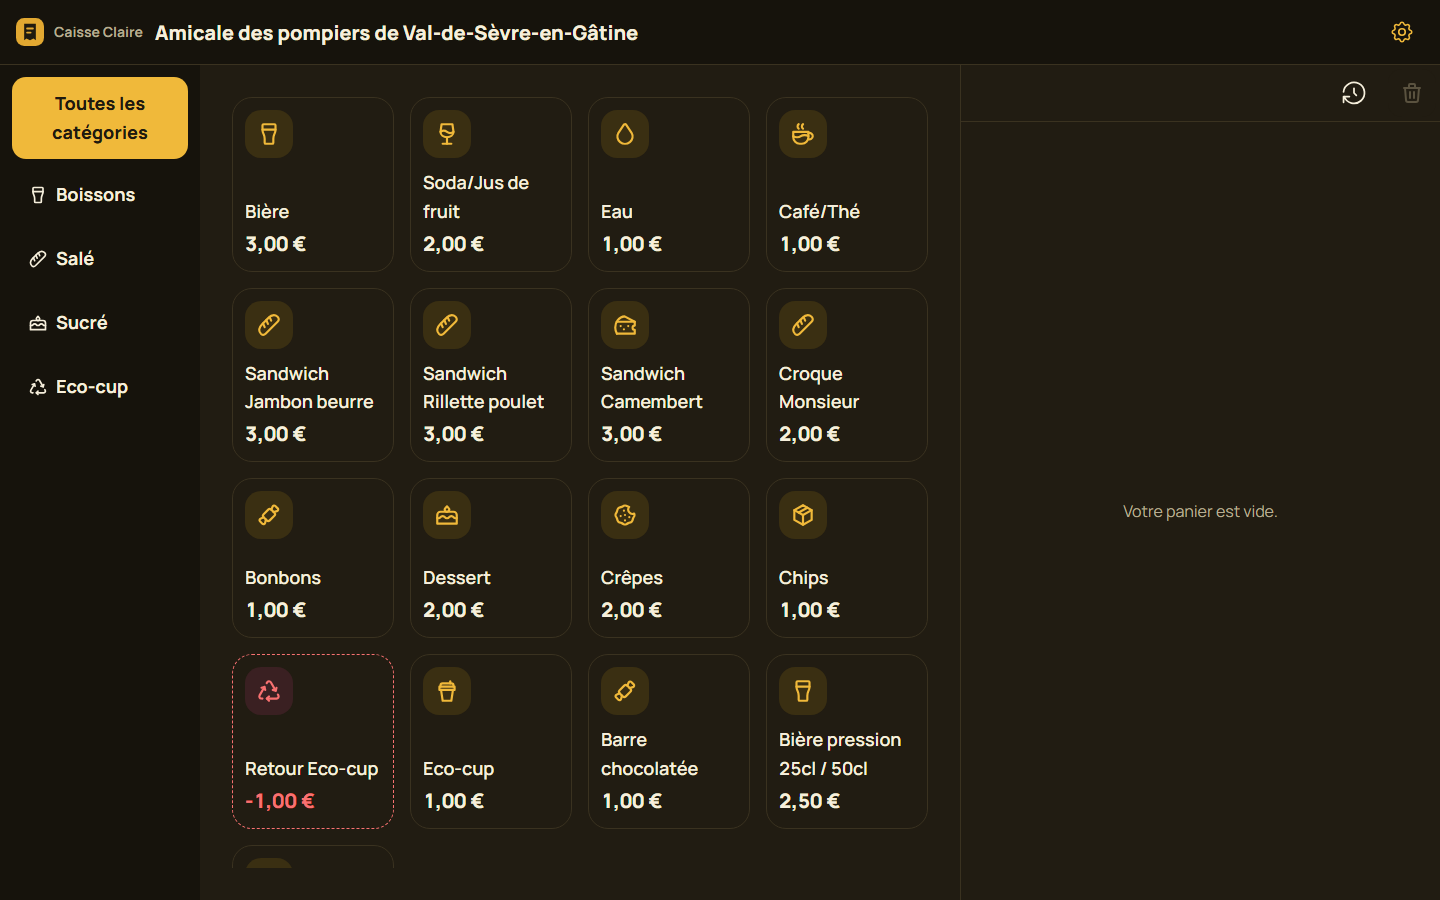 Caisse Claire
Amicale des pompiers de Val-de-Sèvre-en-Gâtine
Toutes les
catégories
Boissons
Salé
Sucré
Eco-cup
Bière
3,00 €
Soda/Jus de
fruit
2,00 €
Eau
1,00 €
Café/Thé
1,00 €
Sandwich
Jambon beurre
3,00 €
Sandwich
Rillette poulet
3,00 €
Sandwich
Camembert
3,00 €
Croque
Monsieur
2,00 €
Bonbons
1,00 €
Dessert
2,00 €
Crêpes
2,00 €
Chips
1,00 €
Retour Eco-cup
-1,00 €
Eco-cup
1,00 €
Barre
chocolatée
1,00 €
Bière pression
25cl / 50cl
2,50 €
Votre panier est vide.